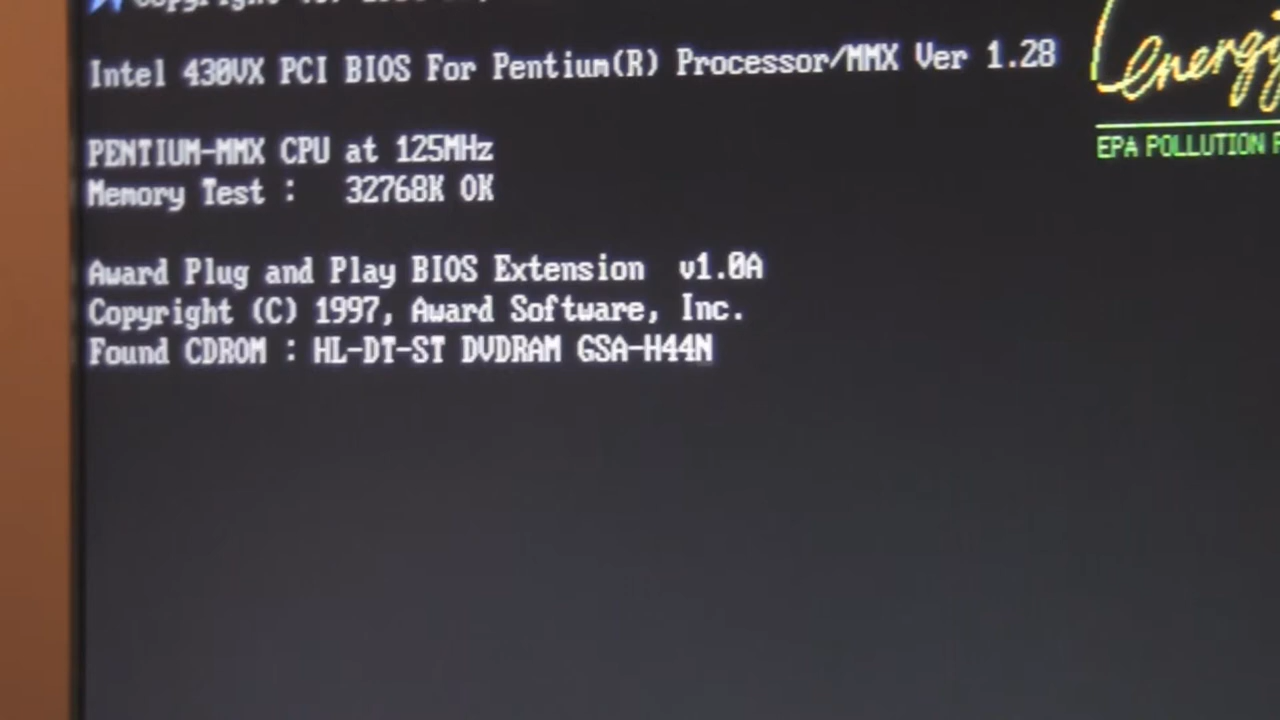 Copyright
Intel 430VX PCI BIOS For Pentium(R) Processor/MMX Ver 1.28
energy
EPA POLLUTION
PENTIUM-MMX CPU at 125MHz
Memory Test :   32768K OK
Award Plug and Play BIOS Extension  v1.0A
Copyright (C) 1997, Award Software, Inc.
Found CDROM : HL-DT-ST DVDRAM GSA-H44N